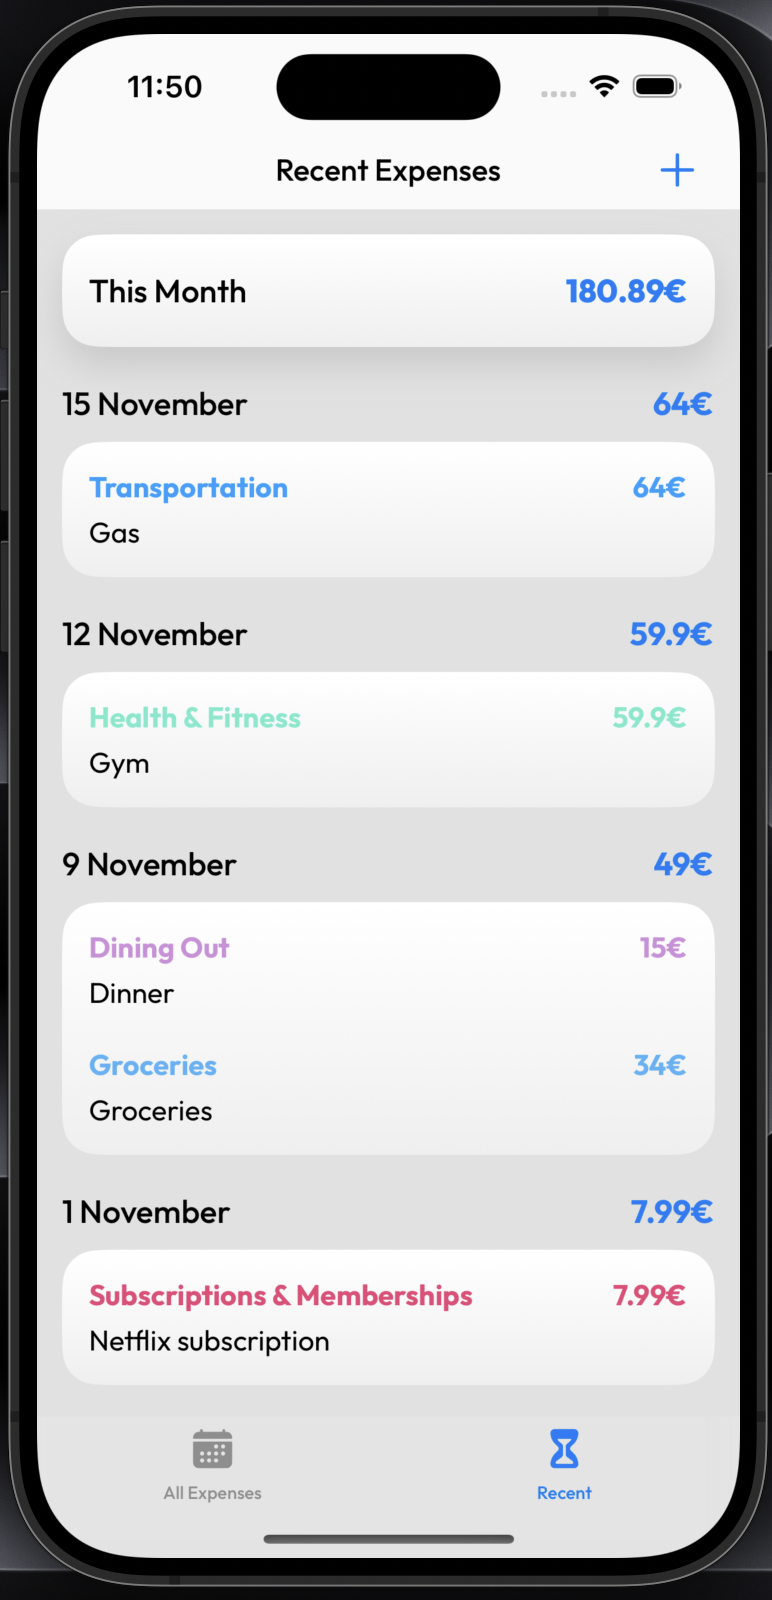 11:50
Recent Expenses
This Month 180.89€
15 November 64€
Transportation 64€
Gas
12 November 59.9€
Health & Fitness 59.9€
Gym
9 November 49€
Dining Out 15€
Dinner
Groceries 34€
Groceries
1 November 7.99€
Subscriptions & Memberships 7.99€
Netflix subscription
All Expenses Recent